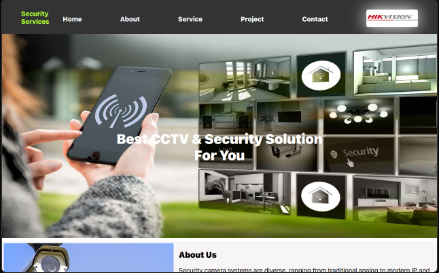 Security
Services
Home
About
Service
Project
Contact
HIKVISION
Best CCTV & Security Solution
For You
Security
About Us
Security camera systems are diverse, ranging from traditional analog to modern IP and